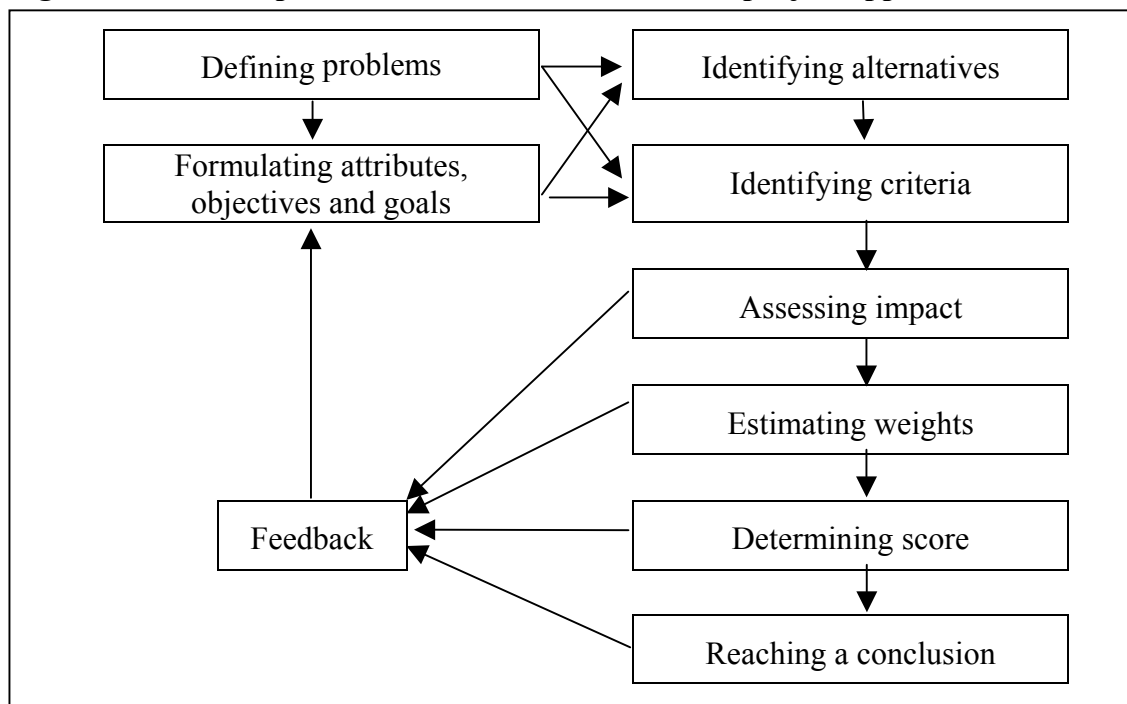 Defining problems
Identifying alternatives
Formulating attributes,
objectives and goals
Identifying criteria
Assessing impact
Estimating weights
Feedback
Determining score
Reaching a conclusion